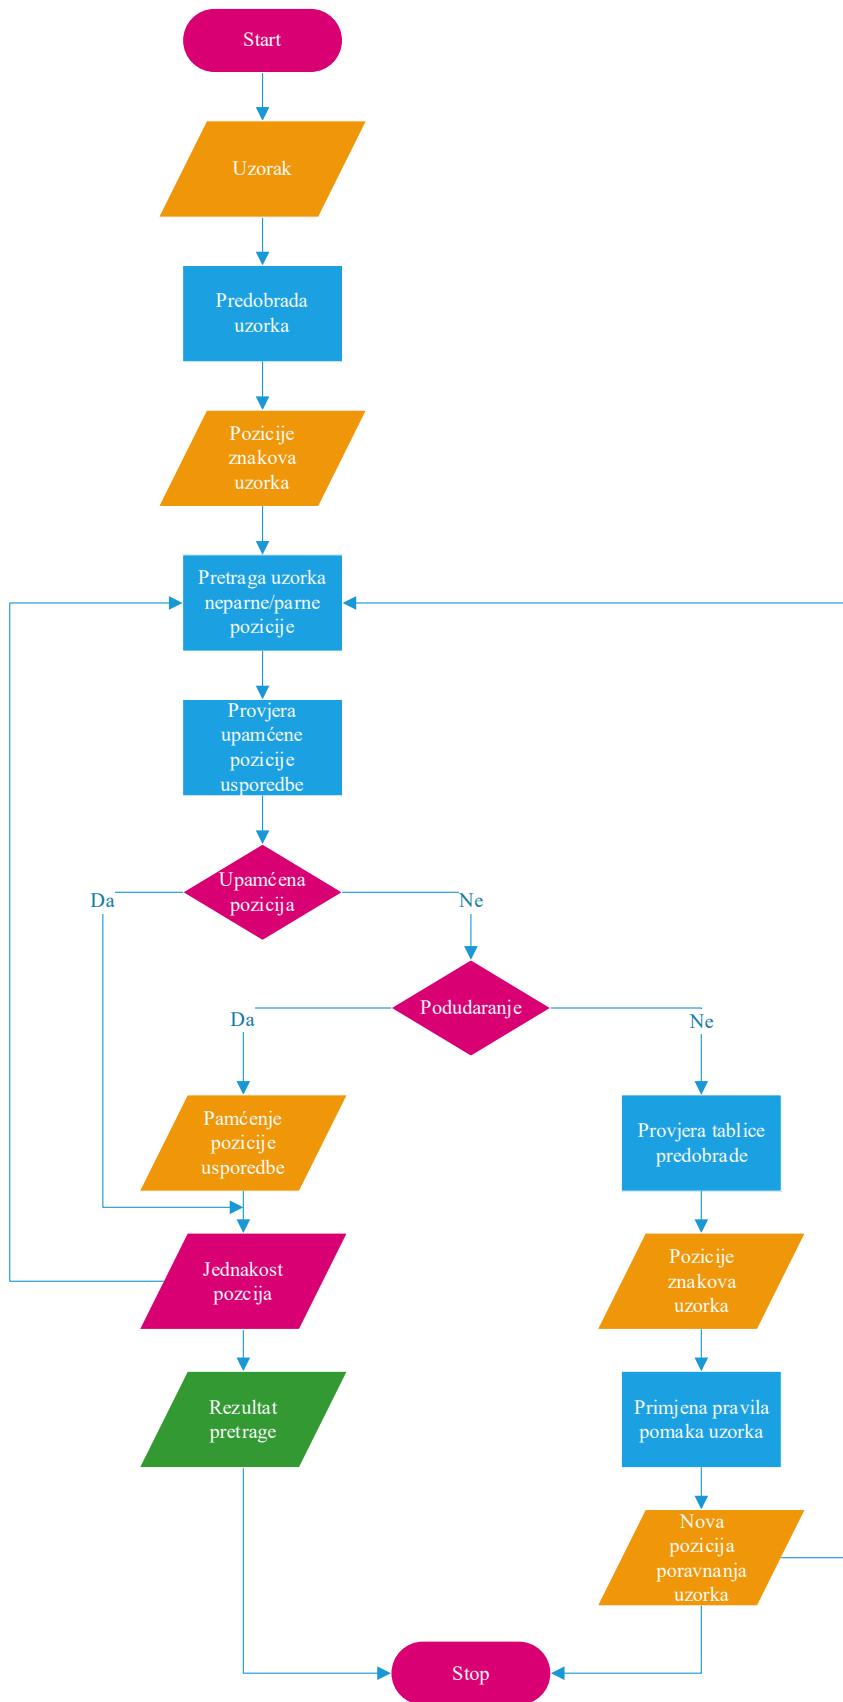 Start
Uzorak
Predobrada
uzorka
Pozicije
znakova
uzorka
Pretraga uzorka
neparne/parne
pozicije
Provjera
upamćene
pozicije
usporedbe
Upamćena
pozicija
Da
Ne
Podudaranje
Da
Ne
Pamćenje
pozicije
usporedbe
Provjera tablice
predobrade
Jednakost
pozcija
Pozicije
znakova
uzorka
Rezultat
pretrage
Primjena pravila
pomaka uzorka
Nova
pozicija
poravnanja
uzorka
Stop